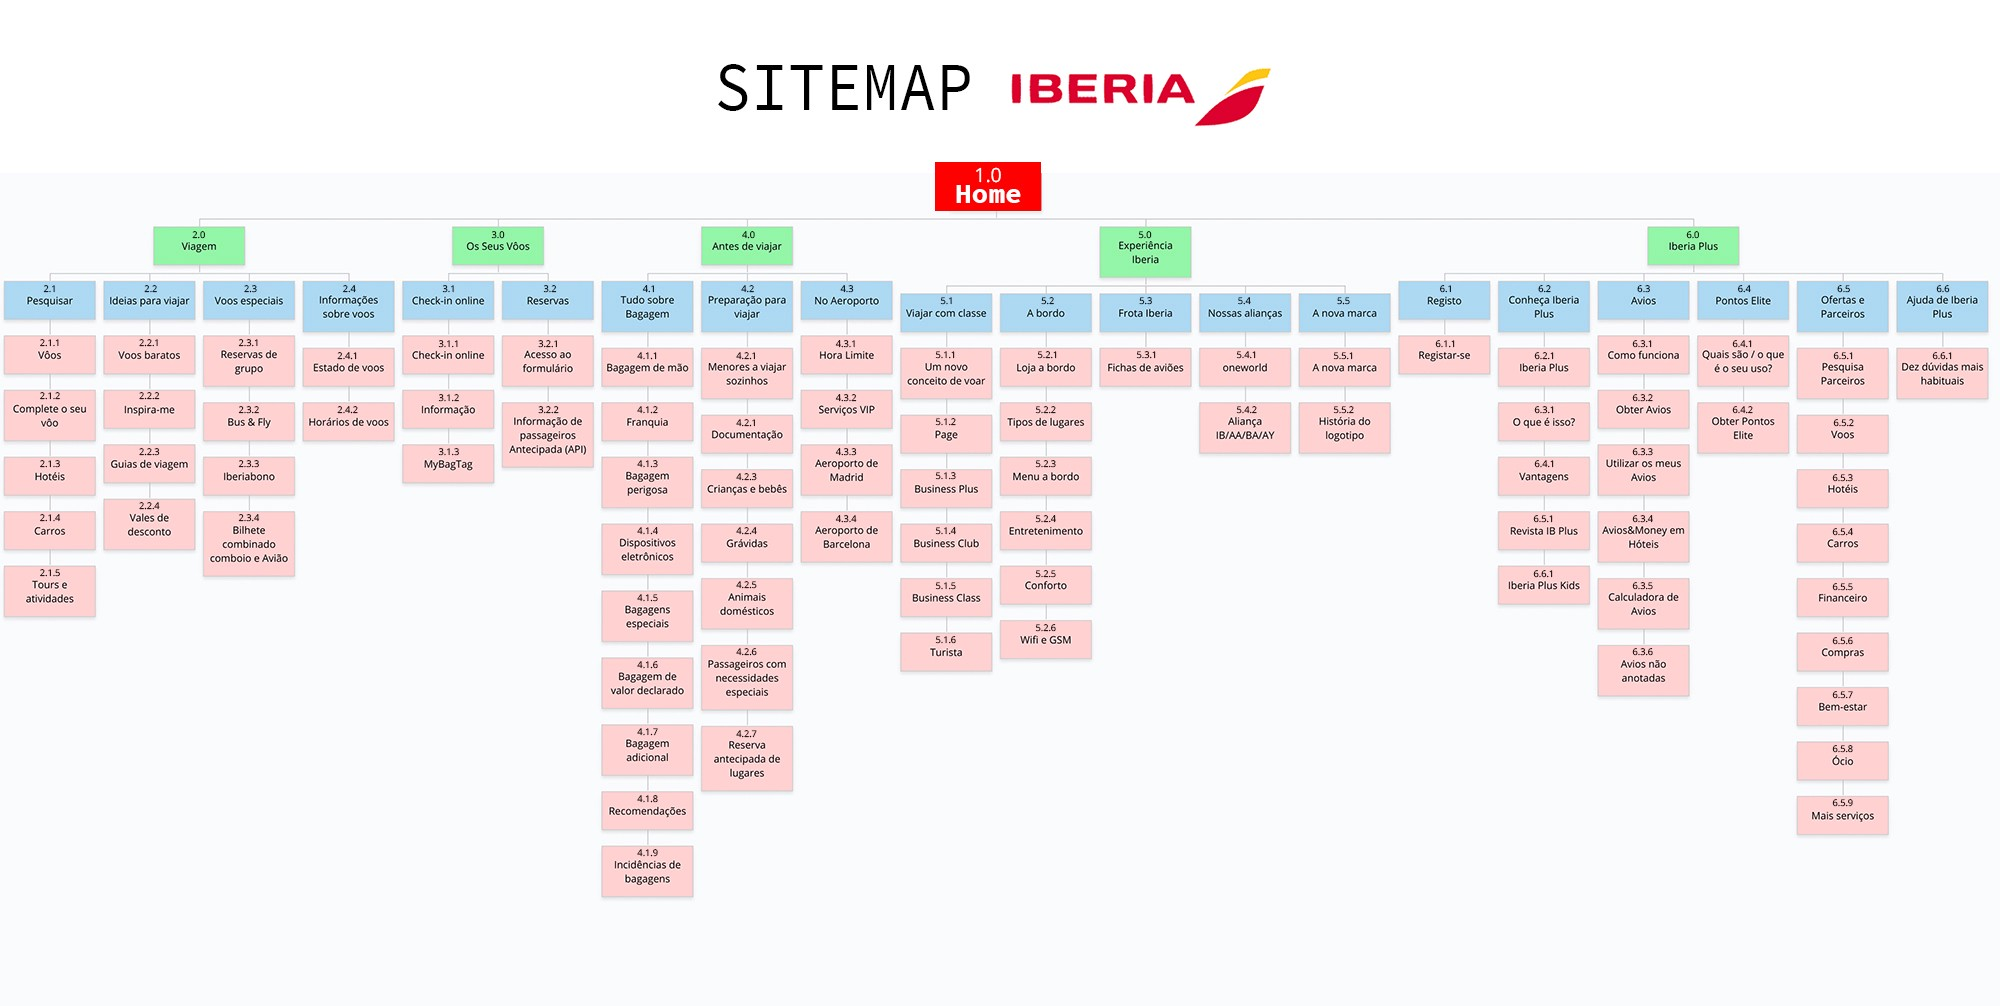 SITEMAP IBERIA
1.0
Home
2.0
Viagem
2.1
Pesquisar
2.1.1
Vôos
2.1.2
Complete o seu
vôo
2.1.3
Hotéis
2.1.4
Carros
2.1.5
Tours e
atividades
2.2
Ideias para viajar
2.2.1
Voos baratos
2.2.2
Inspira-me
2.2.3
Guias de viagem
2.2.4
Vales de
desconto
2.3
Voos especiais
2.3.1
Reservas de
grupo
2.3.2
Bus & Fly
2.3.3
Iberiabono
2.3.4
Bilhete
combinado
comboio e Avião
2.4
Informações
sobre voos
2.4.1
Estado de voos
2.4.2
Horários de voos
3.0
Os Seus Vôos
3.1
Check-in online
3.1.1
Check-in online
3.1.2
Informação
3.1.3
MyBagTag
3.2
Reservas
3.2.1
Acesso ao
formulário
3.2.2
Informação de
passageiros
Antecipada (API)
4.0
Antes de viajar
4.1
Tudo sobre
Bagagem
4.1.1
Bagagem de mão
4.1.2
Franquia
4.1.3
Bagagem
perigosa
4.1.4
Dispositivos
eletrônicos
4.1.5
Bagagens
especiais
4.1.6
Bagagem de
valor declarado
4.1.7
Bagagem
adicional
4.1.8
Recomendações
4.1.9
Incidências de
bagagens
4.2
Preparação para
viajar
4.2.1
Menores a viajar
sozinhos
4.2.1
Documentação
4.2.3
Crianças e bebês
4.2.4
Grávidas
4.2.5
Animais
domésticos
4.2.6
Passageiros com
necessidades
especiais
4.2.7
Reserva
antecipada de
lugares
4.3
No Aeroporto
4.3.1
Hora Limite
4.3.2
Serviços VIP
4.3.3
Aeroporto de
Madrid
4.3.4
Aeroporto de
Barcelona
5.0
Experiência
Iberia
5.1
Viajar com classe
5.1.1
Um novo
conceito de voar
5.1.2
Page
5.1.3
Business Plus
5.1.4
Business Club
5.1.5
Business Class
5.1.6
Turista
5.2
A bordo
5.2.1
Loja a bordo
5.2.2
Tipos de lugares
5.2.3
Menu a bordo
5.2.4
Entretenimento
5.2.5
Conforto
5.2.6
Wifi e GSM
5.3
Frota Iberia
5.3.1
Fichas de aviões
5.4
Nossas alianças
5.4.1
oneworld
5.4.2
Aliança
IB/AA/BA/AY
5.5
A nova marca
5.5.1
A nova marca
5.5.2
História do
logotipo
6.0
Iberia Plus
6.1
Registo
6.1.1
Registar-se
6.2
Conheça Iberia
Plus
6.2.1
Iberia Plus
6.3.1
O que é isso?
6.4.1
Vantagens
6.5.1
Revista IB Plus
6.6.1
Iberia Plus Kids
6.3
Avios
6.3.1
Como funciona
6.3.2
Obter Avios
6.3.3
Utilizar os meus
Avios
6.3.4
Avios&Money em
Hóteis
6.3.5
Calculadora de
Avios
6.3.6
Avios não
anotadas
6.4
Pontos Elite
6.4.1
Quais são / o que
é o seu uso?
6.4.2
Obter Pontos
Elite
6.5
Ofertas e
Parceiros
6.5.1
Pesquisa
Parceiros
6.5.2
Voos
6.5.3
Hotéis
6.5.4
Carros
6.5.5
Financeiro
6.5.6
Compras
6.5.7
Bem-estar
6.5.8
Ócio
6.5.9
Mais serviços
6.6
Ajuda de Iberia
Plus
6.6.1
Dez dúvidas mais
habituais